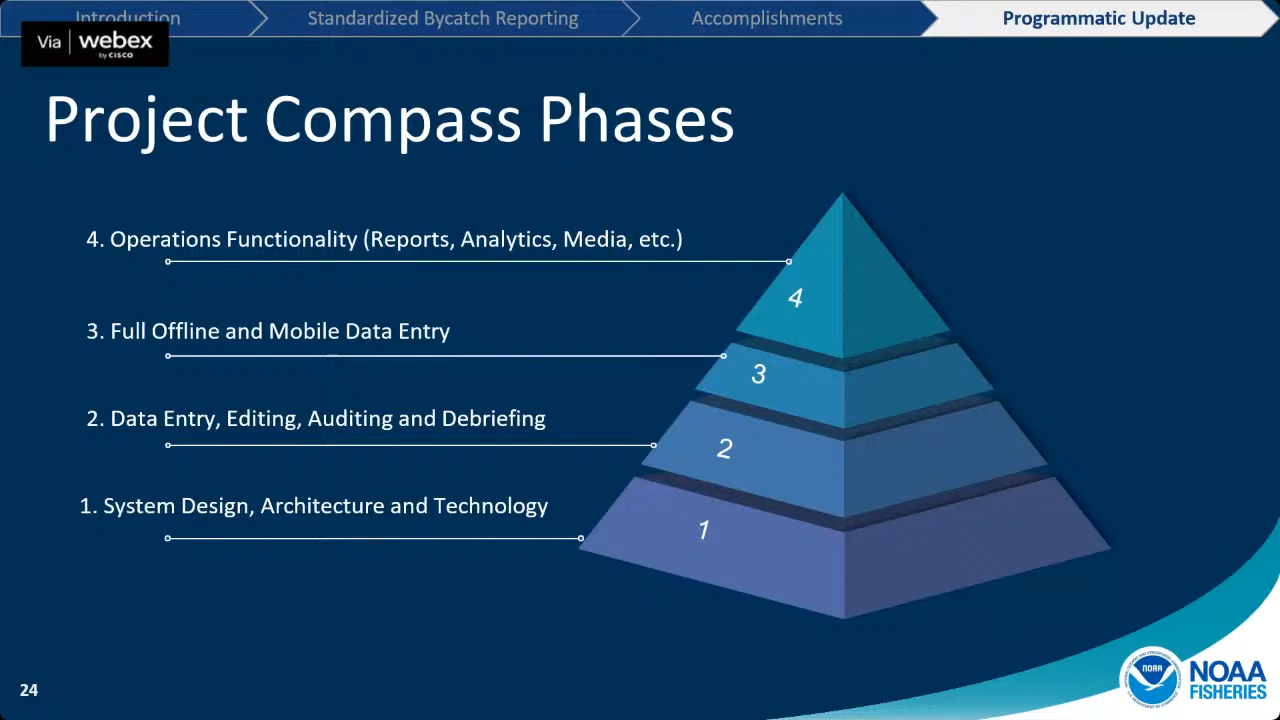 Introduction
Standardized Bycatch Reporting
Accomplishments
Programmatic Update
Via webex
by CISCO
Project Compass Phases
4. Operations Functionality (Reports, Analytics, Media, etc.)
4
3. Full Offline and Mobile Data Entry
3
2. Data Entry, Editing, Auditing and Debriefing
2
1. System Design, Architecture and Technology
1
24
NOAA
NOAA
FISHERIES